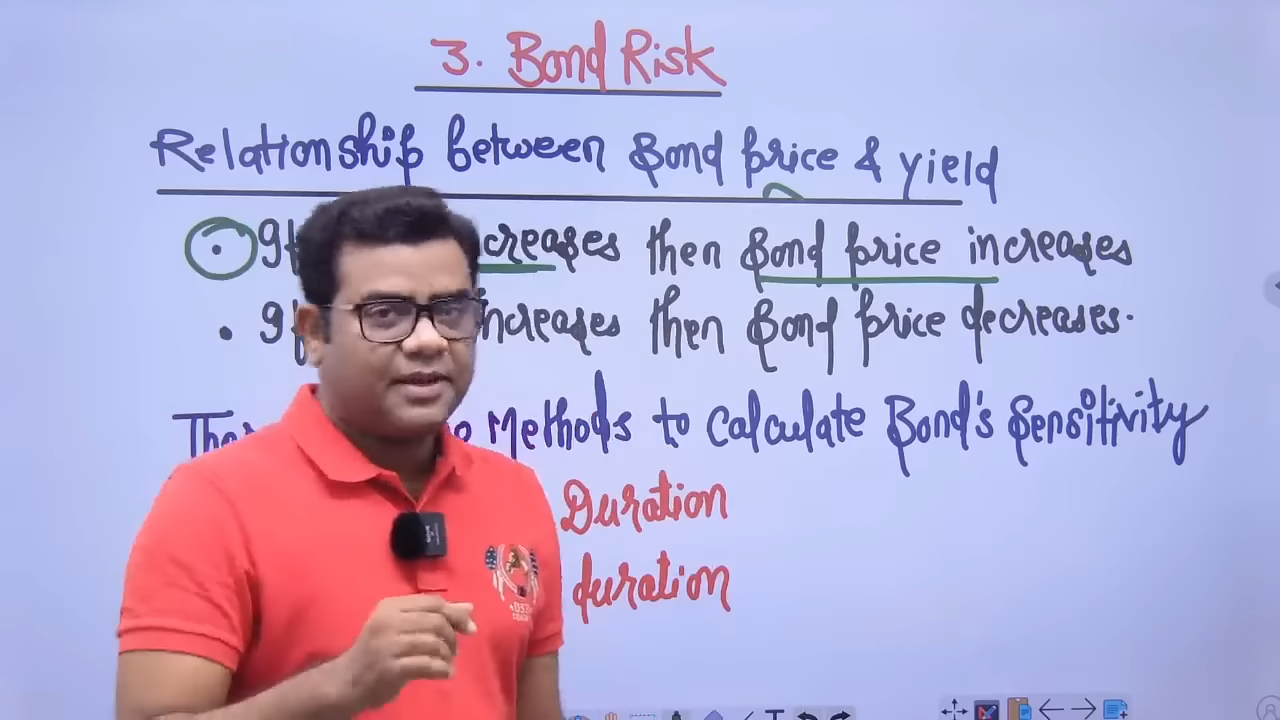 3. Bond Risk
Relationship between Bond price & yield
• If creases then Bond price increases
• If increases then Bond price decreases.
Methods to Calculate Bond's Sensitivity
Duration
duration